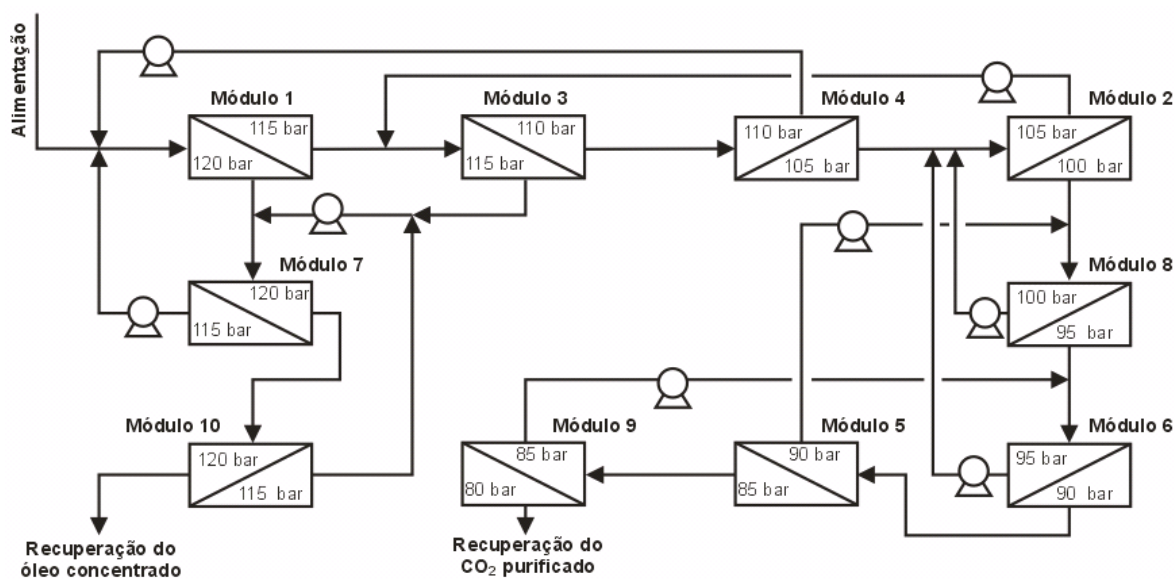 Alimentação
Módulo 1
115 bar
120 bar
Módulo 3
110 bar
115 bar
Módulo 4
110 bar
105 bar
Módulo 2
105 bar
100 bar
Módulo 7
120 bar
115 bar
Módulo 8
100 bar
95 bar
Módulo 10
120 bar
115 bar
Módulo 9
85 bar
80 bar
Módulo 5
90 bar
85 bar
Módulo 6
95 bar
90 bar
Recuperação do
óleo concentrado
Recuperação do
CO₂ purificado